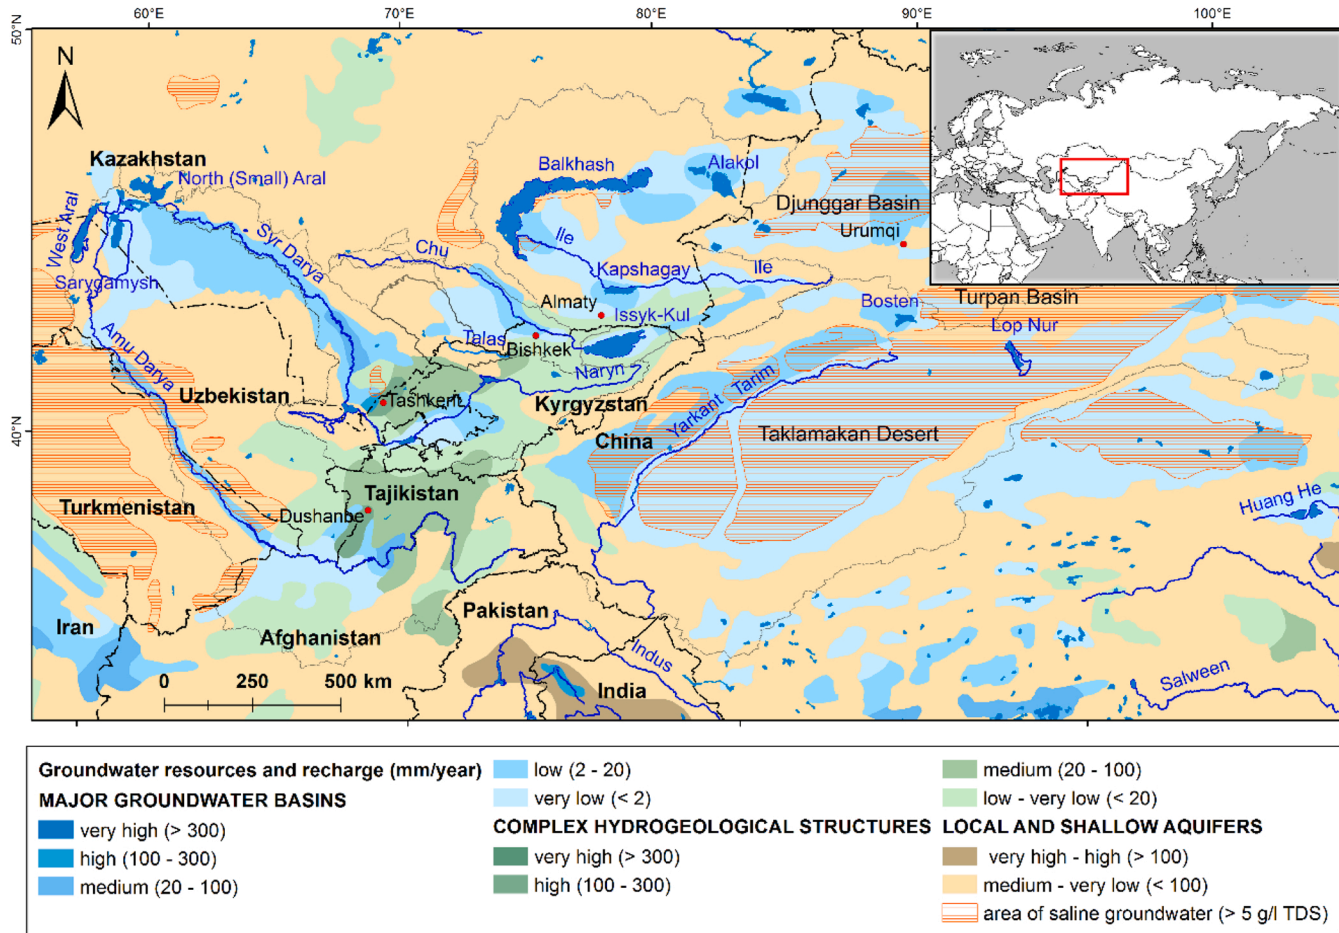 60°E 70°E 80°E 90°E 100°E
50°N
N
Kazakhstan
North (Small) Aral
Balkhash
Alakol
Djunggar Basin
Urumqi
West Aral
Syr Darya
Ile
Chu
Kapshagay
Ile
Sarygamysh
Almaty
Issyk-Kul
Bosten
Turpan Basin
Lop Nur
Talas
Bishkek
Amu Darya
Naryn
Uzbekistan
Tashkent
Kyrgyzstan
Yarkant Tarim
40°N
China
Taklamakan Desert
Tajikistan
Turkmenistan
Dushanbe
Huang He
Pakistan
Iran
Afghanistan
Indus
Salween
India
0 250 500 km
Groundwater resources and recharge (mm/year)
MAJOR GROUNDWATER BASINS
very high (> 300)
high (100 - 300)
medium (20 - 100)
low (2 - 20)
very low (< 2)
COMPLEX HYDROGEOLOGICAL STRUCTURES
very high (> 300)
high (100 - 300)
medium (20 - 100)
low - very low (< 20)
LOCAL AND SHALLOW AQUIFERS
very high - high (> 100)
medium - very low (< 100)
area of saline groundwater (> 5 g/l TDS)